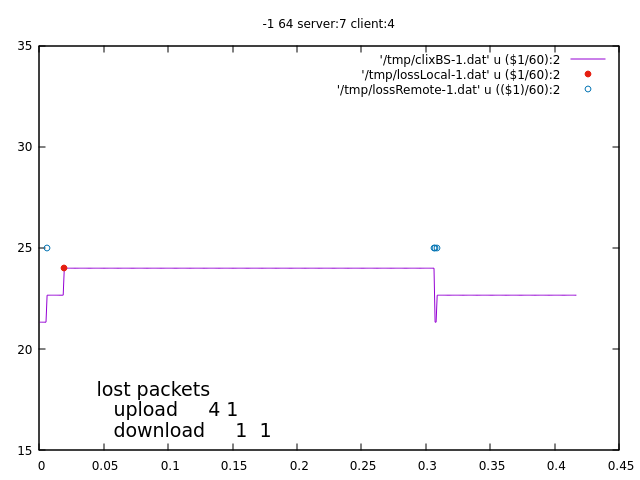 -1 64 server:7 client:4
35
30
25
20
15
'/tmp/clixBS-1.dat' u ($1/60):2
'/tmp/lossLocal-1.dat' u ($1/60):2
'/tmp/lossRemote-1.dat' u (($1)/60):2
lost packets
upload 4 1
download 1 1
0 0.05 0.1 0.15 0.2 0.25 0.3 0.35 0.4 0.45